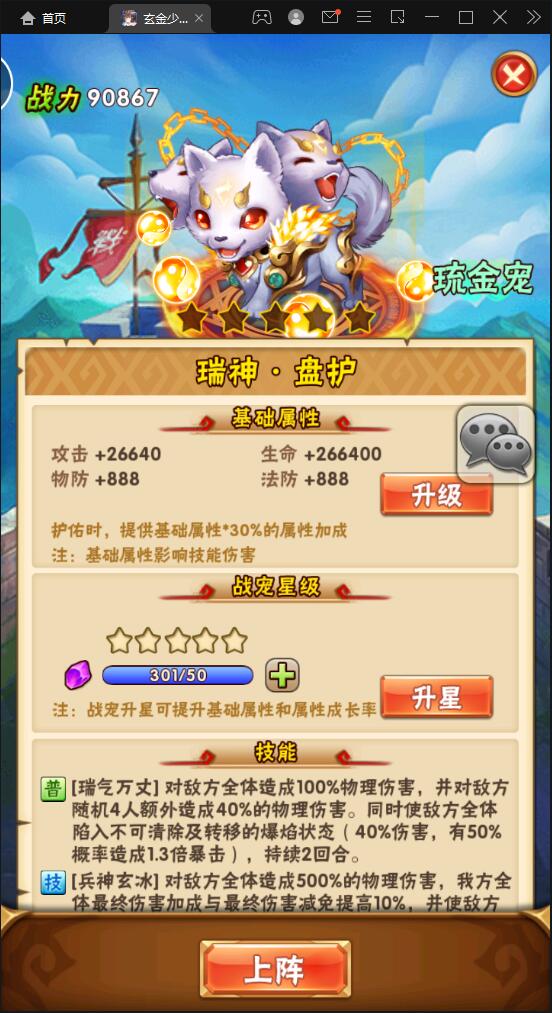 首页
玄金少...
战力 90867
战
琉金宠
瑞神·盘护
基础属性
攻击 +26640 生命 +266400
物防 +888 法防 +888
升级
护佑时，提供基础属性*30%的属性加成
注：基础属性影响技能伤害
战宠星级
301/50
升星
注：战宠升星可提升基础属性和属性成长率
技能
普 [瑞气万丈] 对敌方全体造成100%物理伤害，并对敌方
随机4人额外造成40%的物理伤害。同时使敌方全体
陷入不可清除及转移的爆焰状态（40%伤害，有50%
概率造成1.3倍暴击），持续2回合。
技 [兵神玄冰] 对敌方全体造成500%的物理伤害，我方全
体最终伤害加成与最终伤害减免提高10%，并使敌方
上阵